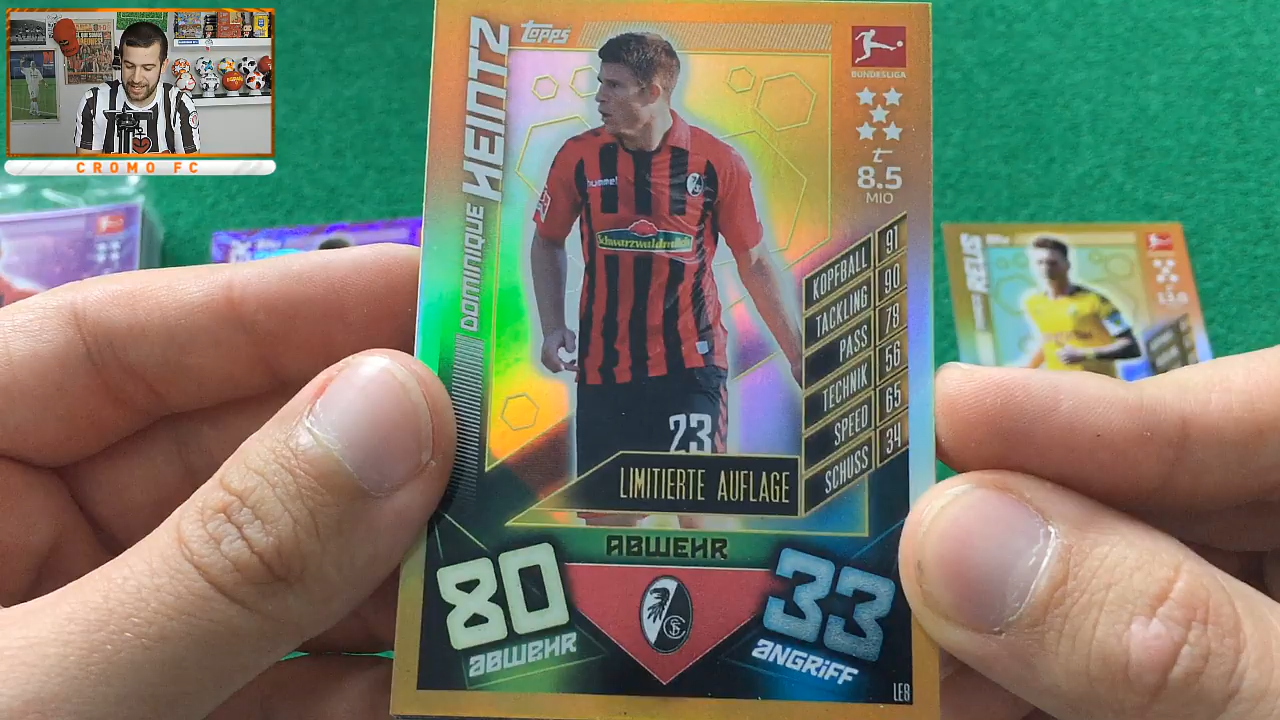 CROMO FC
Topps
BUNDESLIGA
DOMINIQUE HEINTZ
8.5
MIO
hummel
Schwarzwaldmilch
KOPFBALL 91
TACKLING 90
PASS 78
TECHNIK 56
SPEED 65
SCHUSS 34
23
LIMITIERTE AUFLAGE
ABWEHR
80
ABWEHR
33
ANGRIFF
LE8
REUS